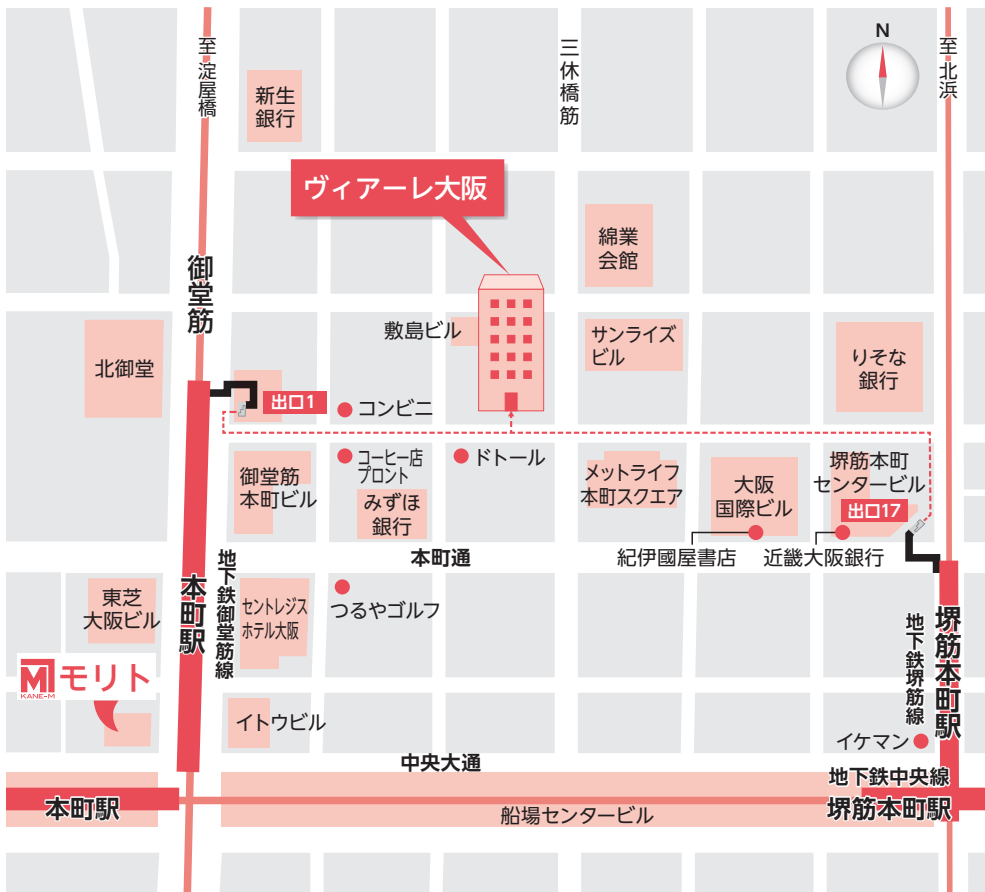 N
至淀屋橋
三休橋筋
至北浜
新生
銀行
ヴィアーレ大阪
綿業
会館
御堂筋
敷島ビル
サンライズ
ビル
りそな
銀行
北御堂
出口1
コンビニ
コーヒー店
プロント
ドトール
御堂筋
本町ビル
みずほ
銀行
メットライフ
本町スクエア
大阪
国際ビル
堺筋本町
センタービル
出口17
本町通
紀伊國屋書店
近畿大阪銀行
地下鉄御堂筋線
本町駅
東芝
大阪ビル
セントレジス
ホテル大阪
つるやゴルフ
地下鉄堺筋線
堺筋本町駅
M
KANE-M
モリト
イトウビル
イケマン
中央大通
地下鉄中央線
本町駅
船場センタービル
堺筋本町駅